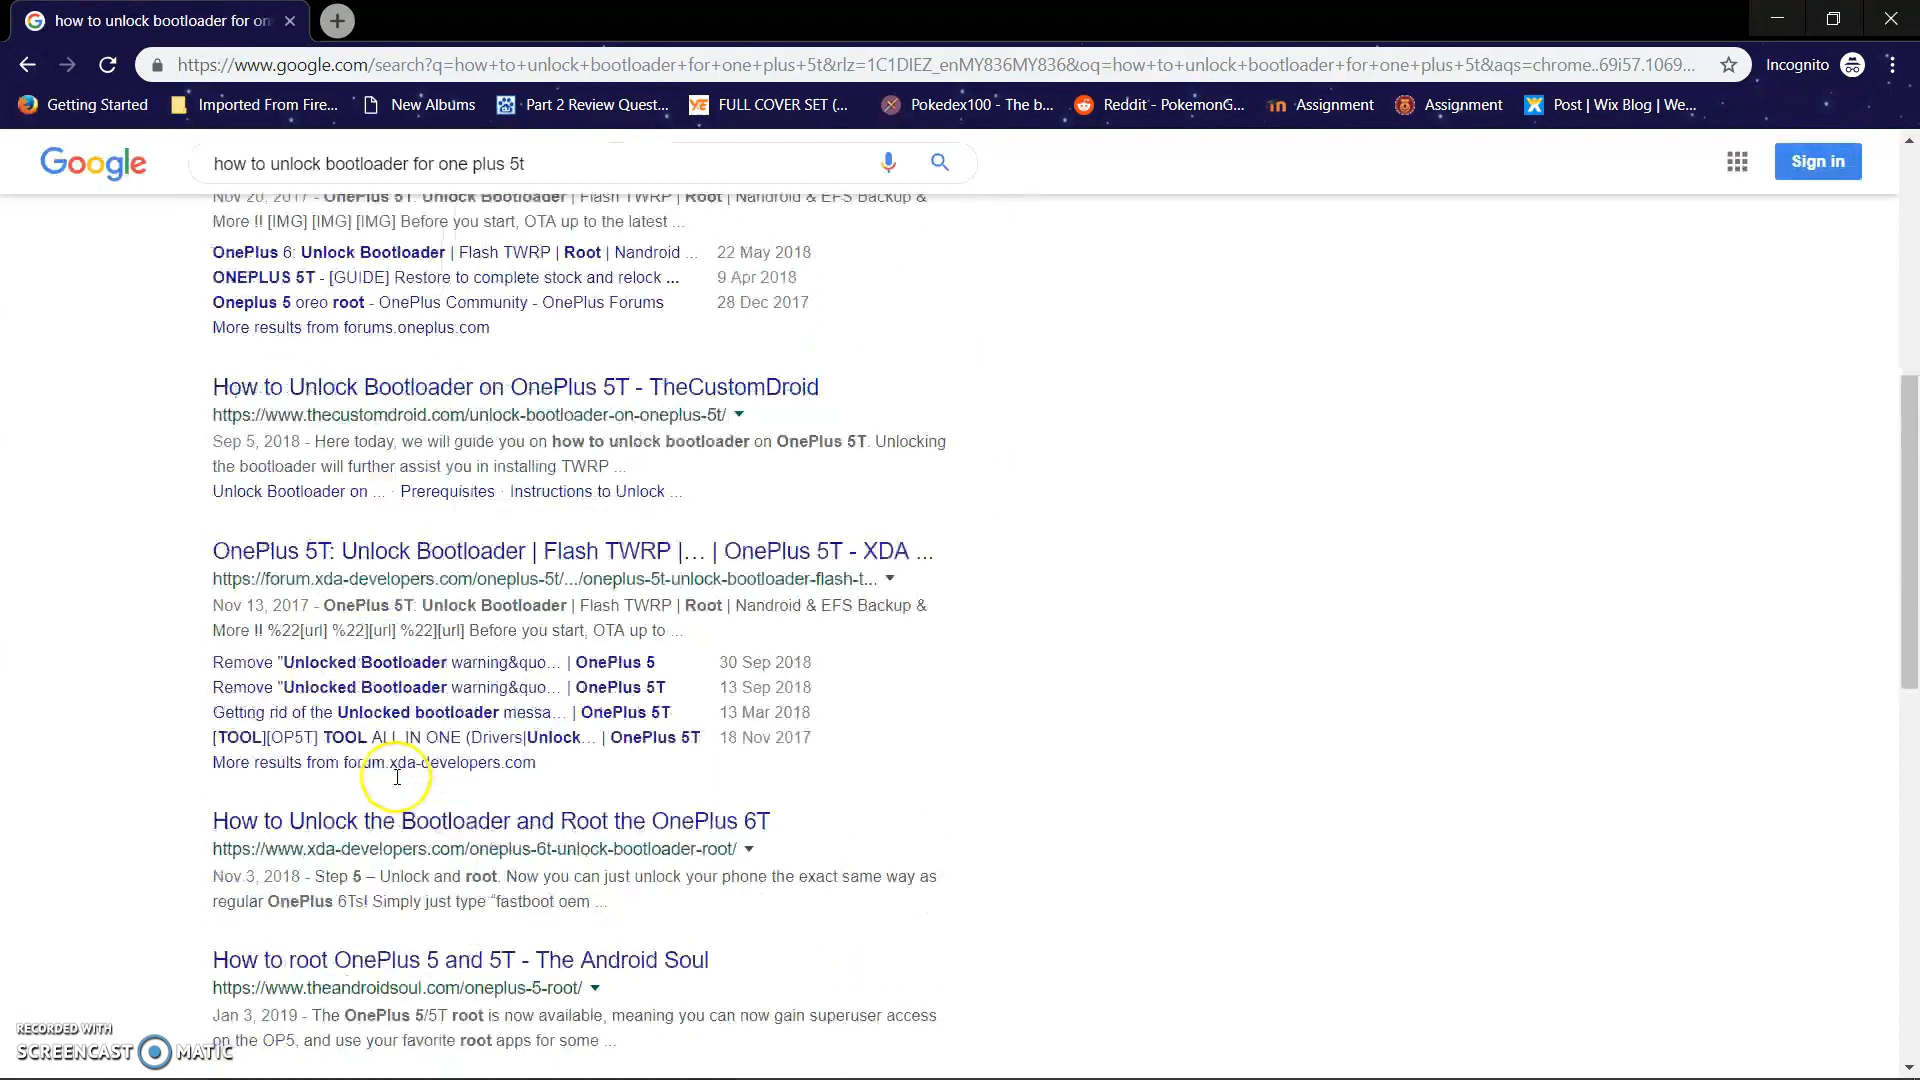 how to unlock bootloader for on
https://www.google.com/search?q=how+to+unlock+bootloader+for+one+plus+5t&rlz=1C1DIEZ_enMY836MY836&oq=how+to+unlock+bootloader+for+one+plus+5t&aqs=chrome..69i57.1069...
Incognito
Getting Started
Imported From Fire...
New Albums
Part 2 Review Quest...
FULL COVER SET (...
Pokedex100 - The b...
Reddit - PokemonG...
Assignment
Assignment
Post | Wix Blog | We...
Google
how to unlock bootloader for one plus 5t
Sign in
Nov 20, 2017 - OnePlus 5T: Unlock Bootloader | Flash TWRP | Root | Nandroid & EFS Backup &
More !! [IMG] [IMG] [IMG] Before you start, OTA up to the latest ...
OnePlus 6: Unlock Bootloader | Flash TWRP | Root | Nandroid ... 22 May 2018
ONEPLUS 5T - [GUIDE] Restore to complete stock and relock ... 9 Apr 2018
Oneplus 5 oreo root - OnePlus Community - OnePlus Forums 28 Dec 2017
More results from forums.oneplus.com
How to Unlock Bootloader on OnePlus 5T - TheCustomDroid
https://www.thecustomdroid.com/unlock-bootloader-on-oneplus-5t/
Sep 5, 2018 - Here today, we will guide you on how to unlock bootloader on OnePlus 5T. Unlocking
the bootloader will further assist you in installing TWRP ...
Unlock Bootloader on ... · Prerequisites · Instructions to Unlock ...
OnePlus 5T: Unlock Bootloader | Flash TWRP |... | OnePlus 5T - XDA ...
https://forum.xda-developers.com/oneplus-5t/.../oneplus-5t-unlock-bootloader-flash-t...
Nov 13, 2017 - OnePlus 5T: Unlock Bootloader | Flash TWRP | Root | Nandroid & EFS Backup &
More !! %22[url] %22][url] %22][url] Before you start, OTA up to ...
Remove "Unlocked Bootloader warning&quo... | OnePlus 5 30 Sep 2018
Remove "Unlocked Bootloader warning&quo... | OnePlus 5T 13 Sep 2018
Getting rid of the Unlocked bootloader messa... | OnePlus 5T 13 Mar 2018
[TOOL][OP5T] TOOL ALL IN ONE (Drivers|Unlock... | OnePlus 5T 18 Nov 2017
More results from forum.xda-developers.com
How to Unlock the Bootloader and Root the OnePlus 6T
https://www.xda-developers.com/oneplus-6t-unlock-bootloader-root/
Nov 3, 2018 - Step 5 – Unlock and root. Now you can just unlock your phone the exact same way as
regular OnePlus 6Ts! Simply just type “fastboot oem ...
How to root OnePlus 5 and 5T - The Android Soul
https://www.theandroidsoul.com/oneplus-5-root/
Jan 3, 2019 - The OnePlus 5/5T root is now available, meaning you can now gain superuser access
on the OP5, and use your favorite root apps for some ...
RECORDED WITH
SCREENCAST MATIC